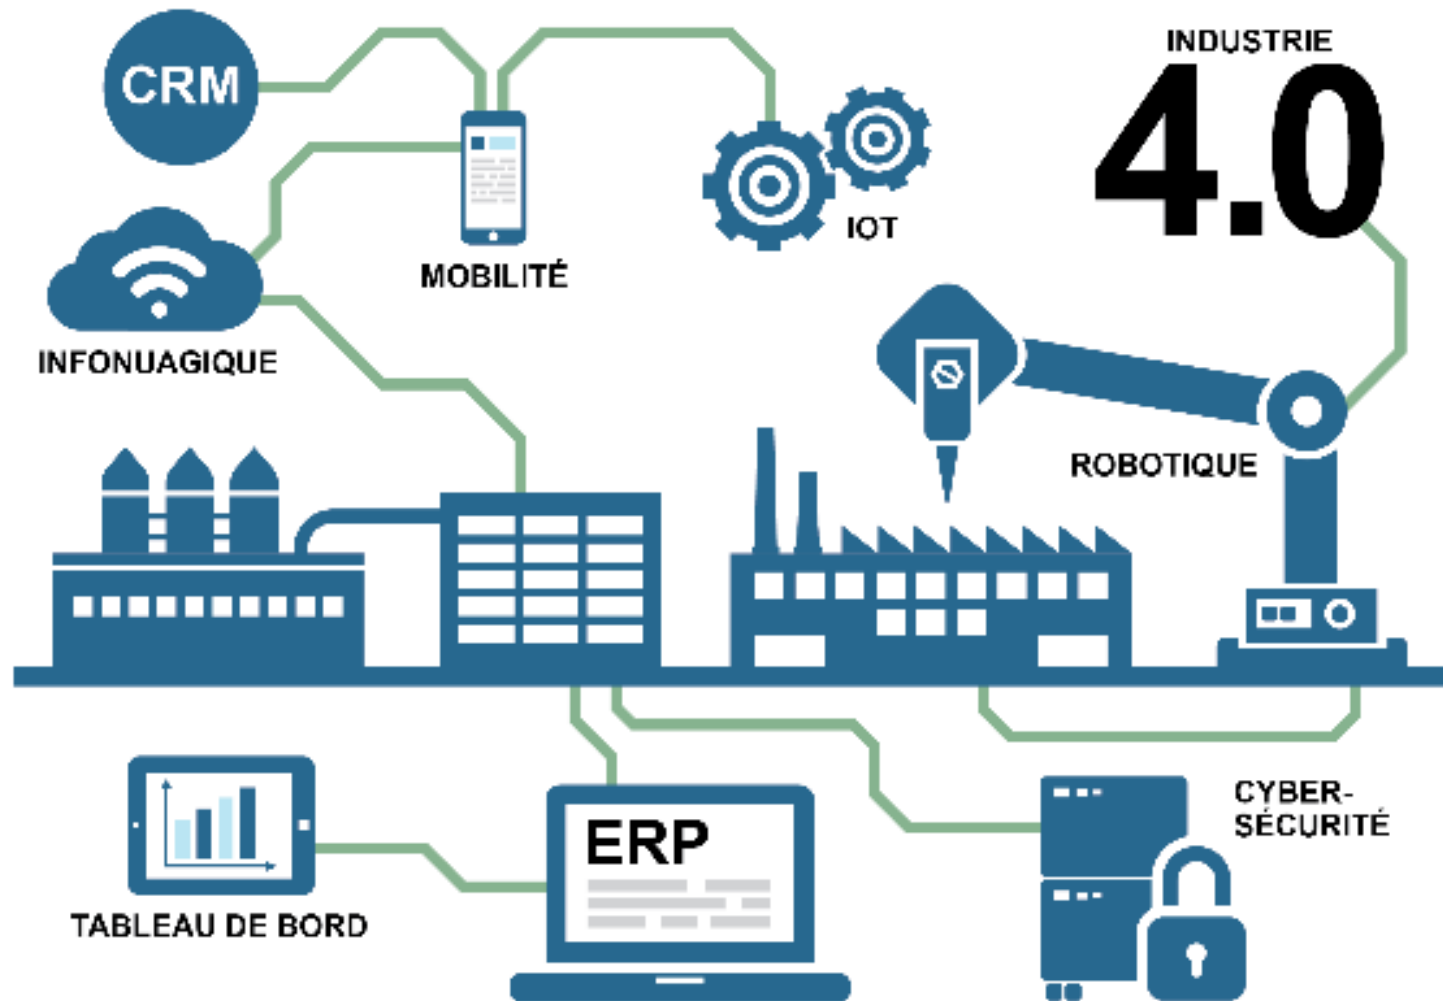 INDUSTRIE
4.0
CRM
IOT
MOBILITÉ
INFONUAGIQUE
ROBOTIQUE
CYBER-
SÉCURITÉ
ERP
TABLEAU DE BORD